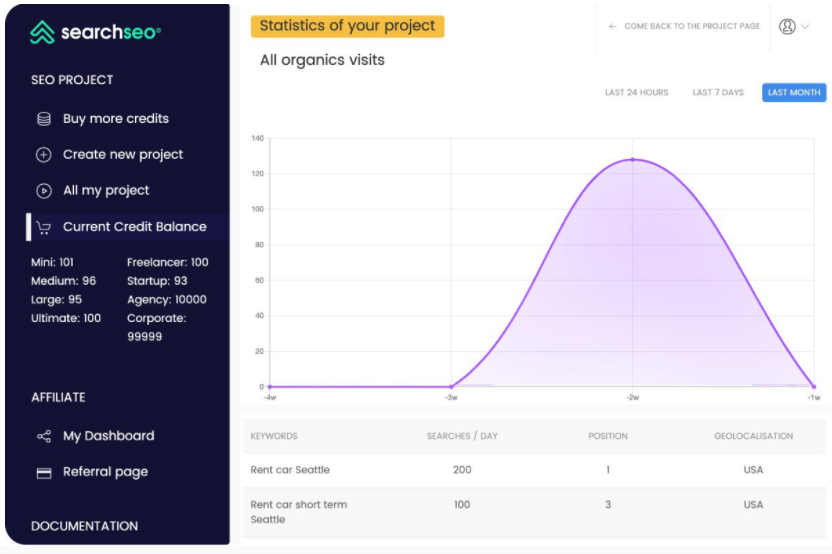 searchseo
SEO PROJECT
Buy more credits
Create new project
All my project
Current Credit Balance
Mini: 101 Freelancer: 100
Medium: 96 Startup: 93
Large: 95 Agency: 10000
Ultimate: 100 Corporate:
99999
AFFILIATE
My Dashboard
Referral page
DOCUMENTATION
Statistics of your project
← COME BACK TO THE PROJECT PAGE
All organics visits
LAST 24 HOURS LAST 7 DAYS LAST MONTH
140
120
100
80
60
40
20
0
-4w -3w -2w -1w
KEYWORDS SEARCHES / DAY POSITION GEOLOCALISATION
Rent car Seattle 200 1 USA
Rent car short term 100 3 USA
Seattle